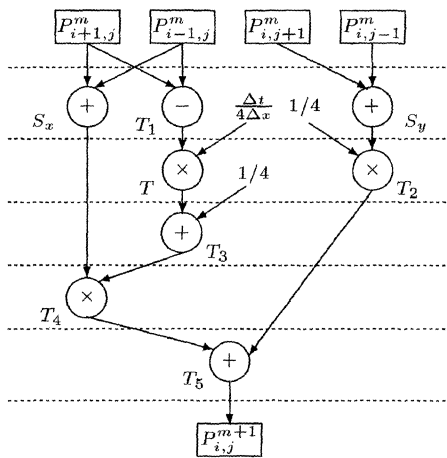 P^m_{i+1,j} P^m_{i-1,j} P^m_{i,j+1} P^m_{i,j-1}
+ − Δt/4Δx 1/4 +
S_x T_1 S_y
× ×
T 1/4 T_2
+
T_3
×
T_4
+
T_5
P^{m+1}_{i,j}